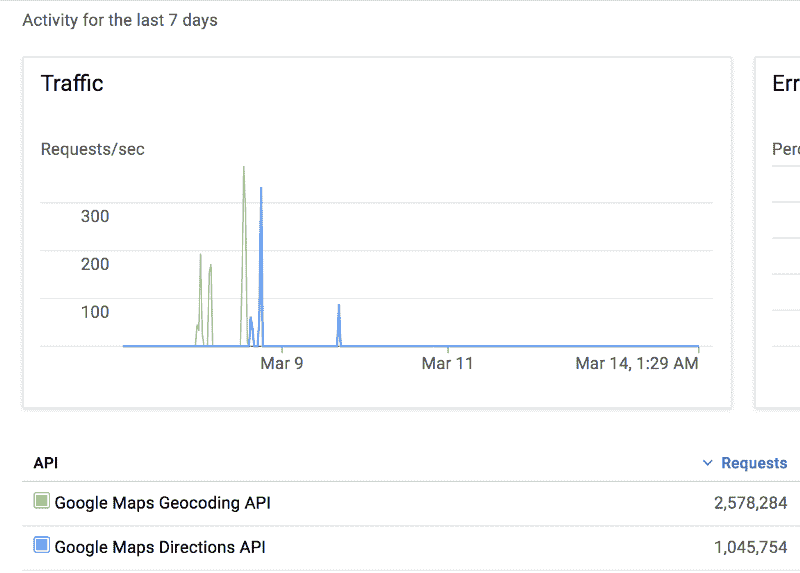 Activity for the last 7 days
Traffic
Err
Requests/sec
Perc
300
200
100
Mar 9
Mar 11
Mar 14, 1:29 AM
API
Requests
Google Maps Geocoding API
2,578,284
Google Maps Directions API
1,045,754